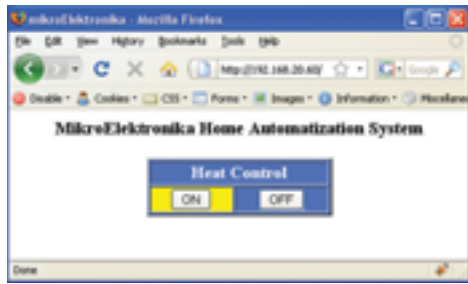 mikroElektronika - Mozilla Firefox
File Edit View History Bookmarks Tools Help
http://192.168.20.60/ Google
Disable Cookies CSS Forms Images Information Miscellane
MikroElektronika Home Automatization System
Heat Control
ON OFF
Done